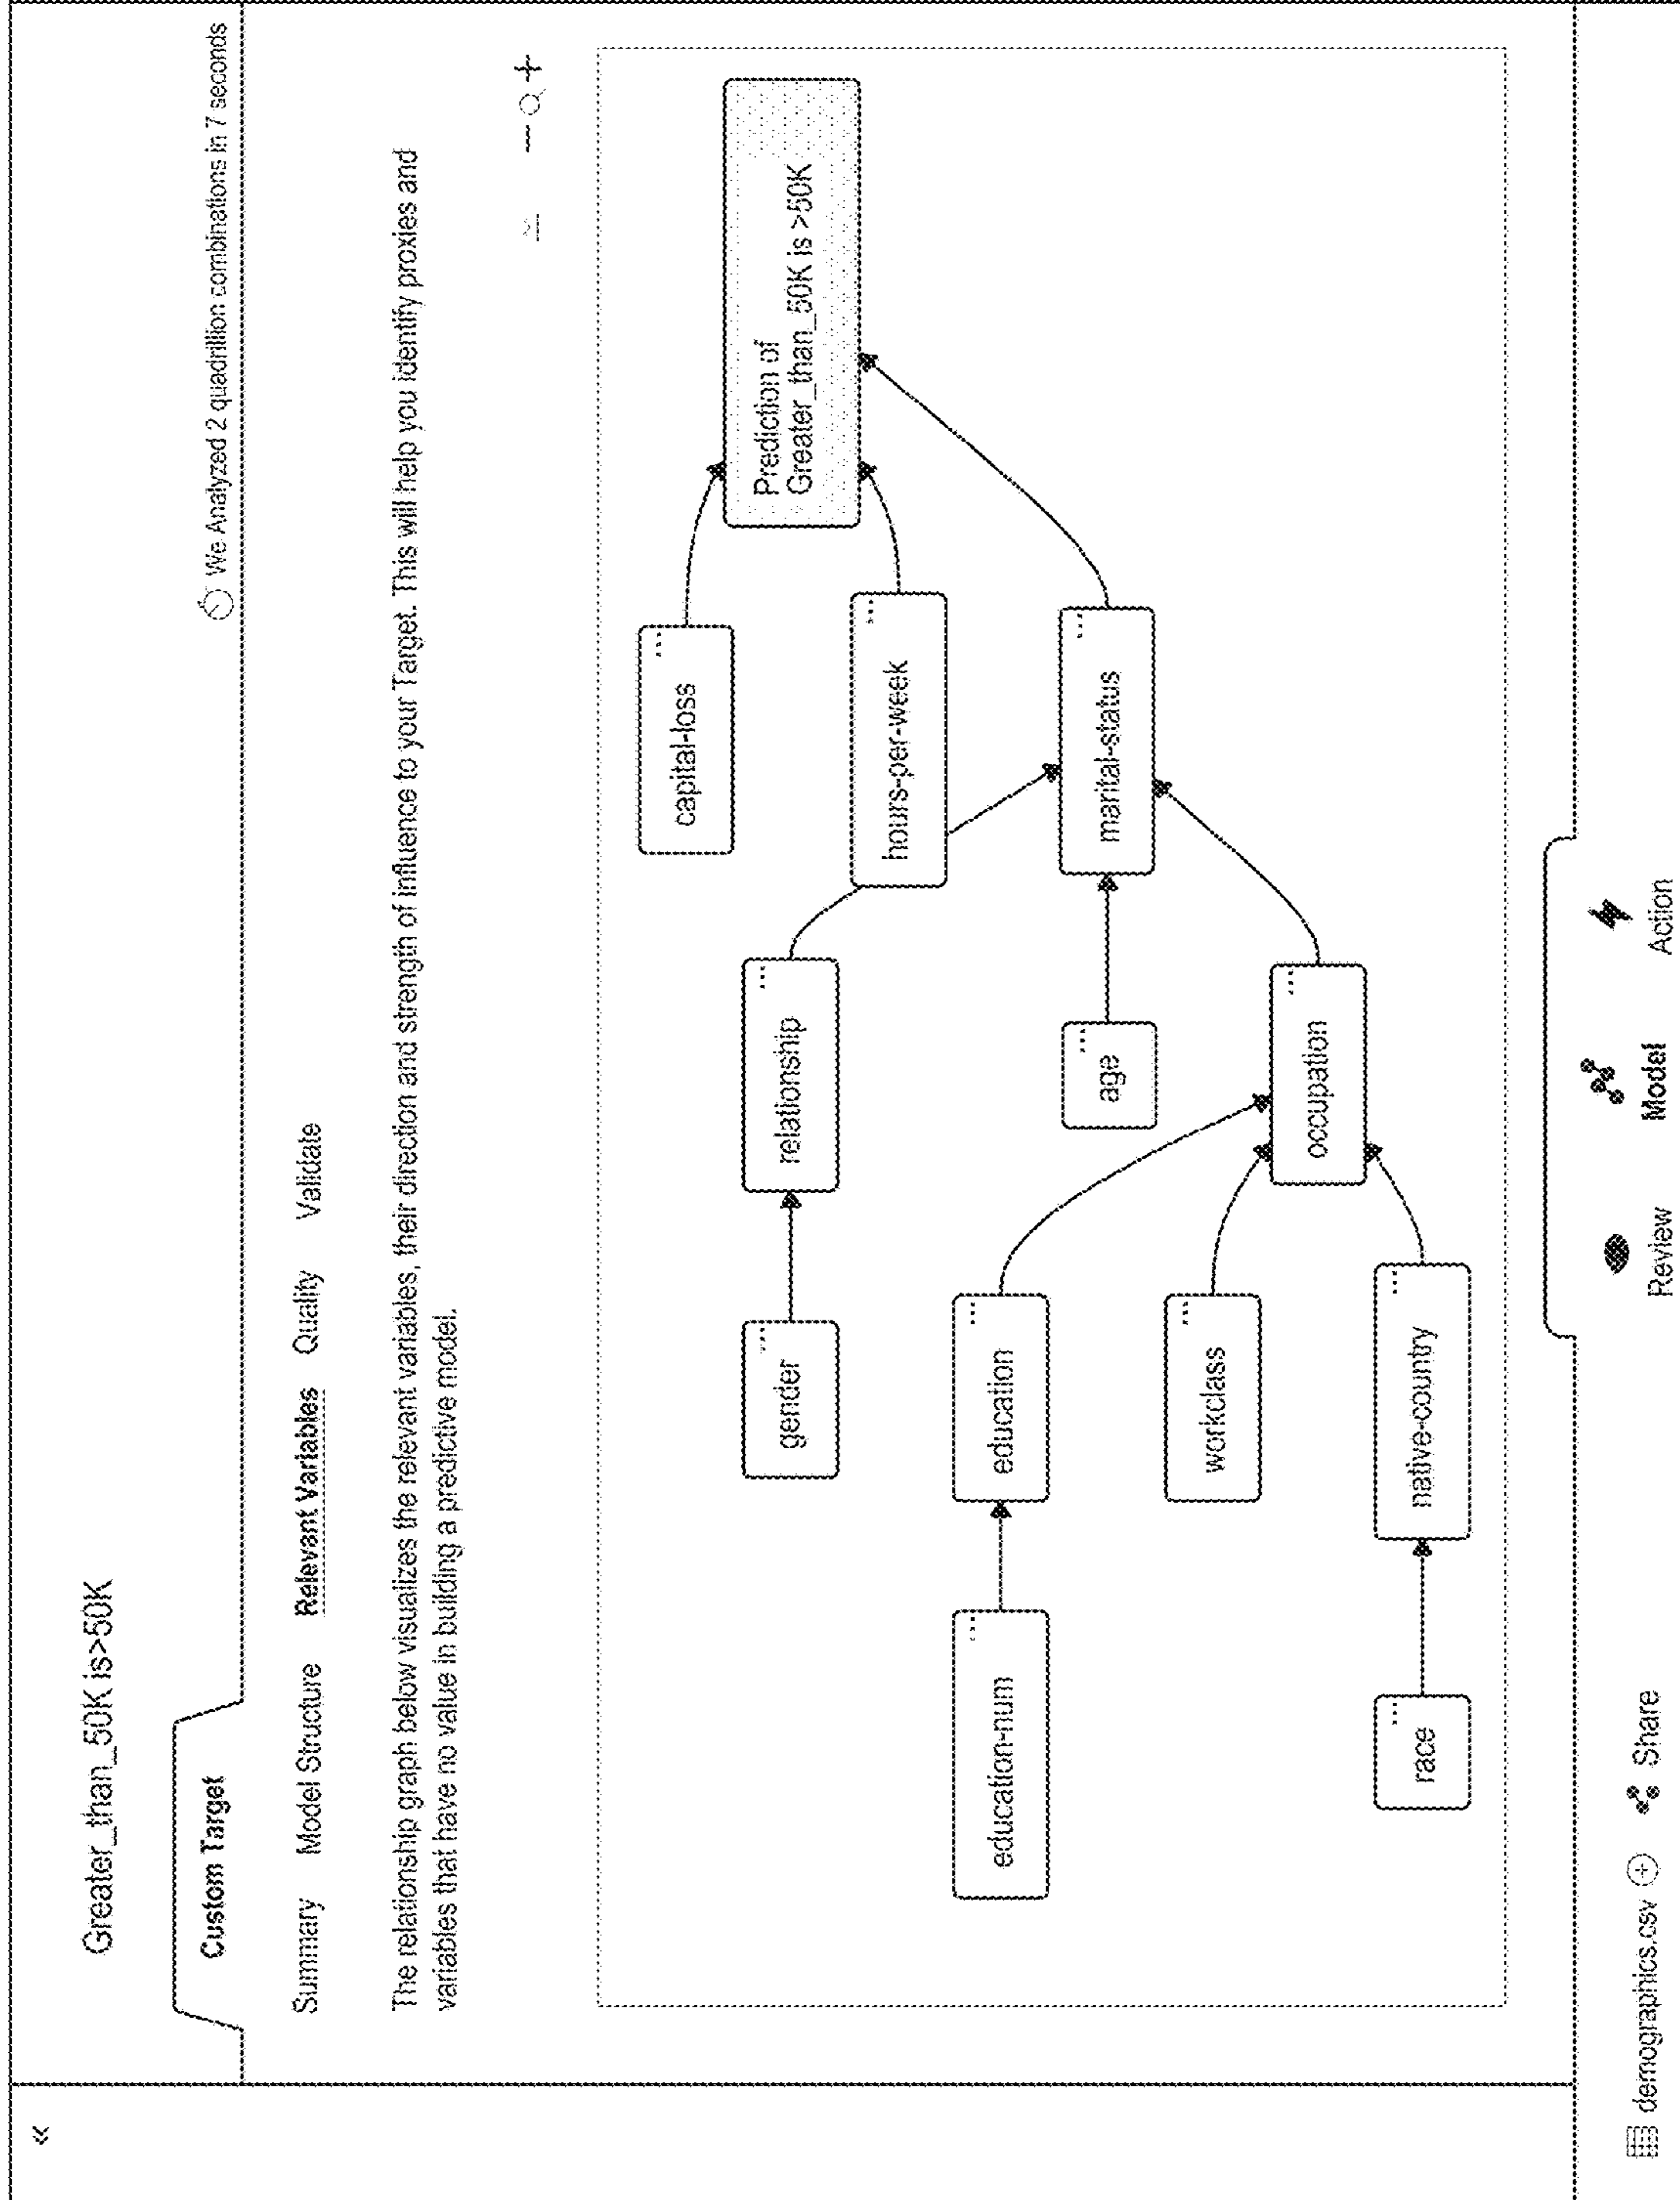 «
Greater_than_50K is>50K
Custom Target
We Analyzed 2 quadrillion combinations in 7 seconds
Summary Model Structure Relevant Variables Quality Validate
The relationship graph below visualizes the relevant variables, their direction and strength of influence to your Target. This will help you identify proxies and
variables that have no value in building a predictive model.
capital-loss
...
Prediction of
Greater_than_50K is >50K
gender
...
relationship
...
hours-per-week
...
education-num
...
education
...
age
...
marital-status
...
workclass
...
occupation
...
race
...
native-country
...
demographics.csv
Share
Review
Model
Action